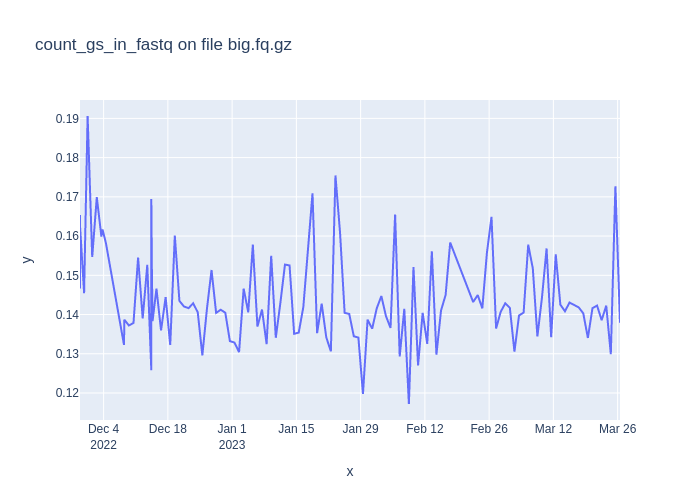 count_gs_in_fastq on file big.fq.gz
0.19
0.18
0.17
0.16
0.15
0.14
0.13
0.12
y
Dec 4 Dec 18 Jan 1 Jan 15 Jan 29 Feb 12 Feb 26 Mar 12 Mar 26
2022 2023
x